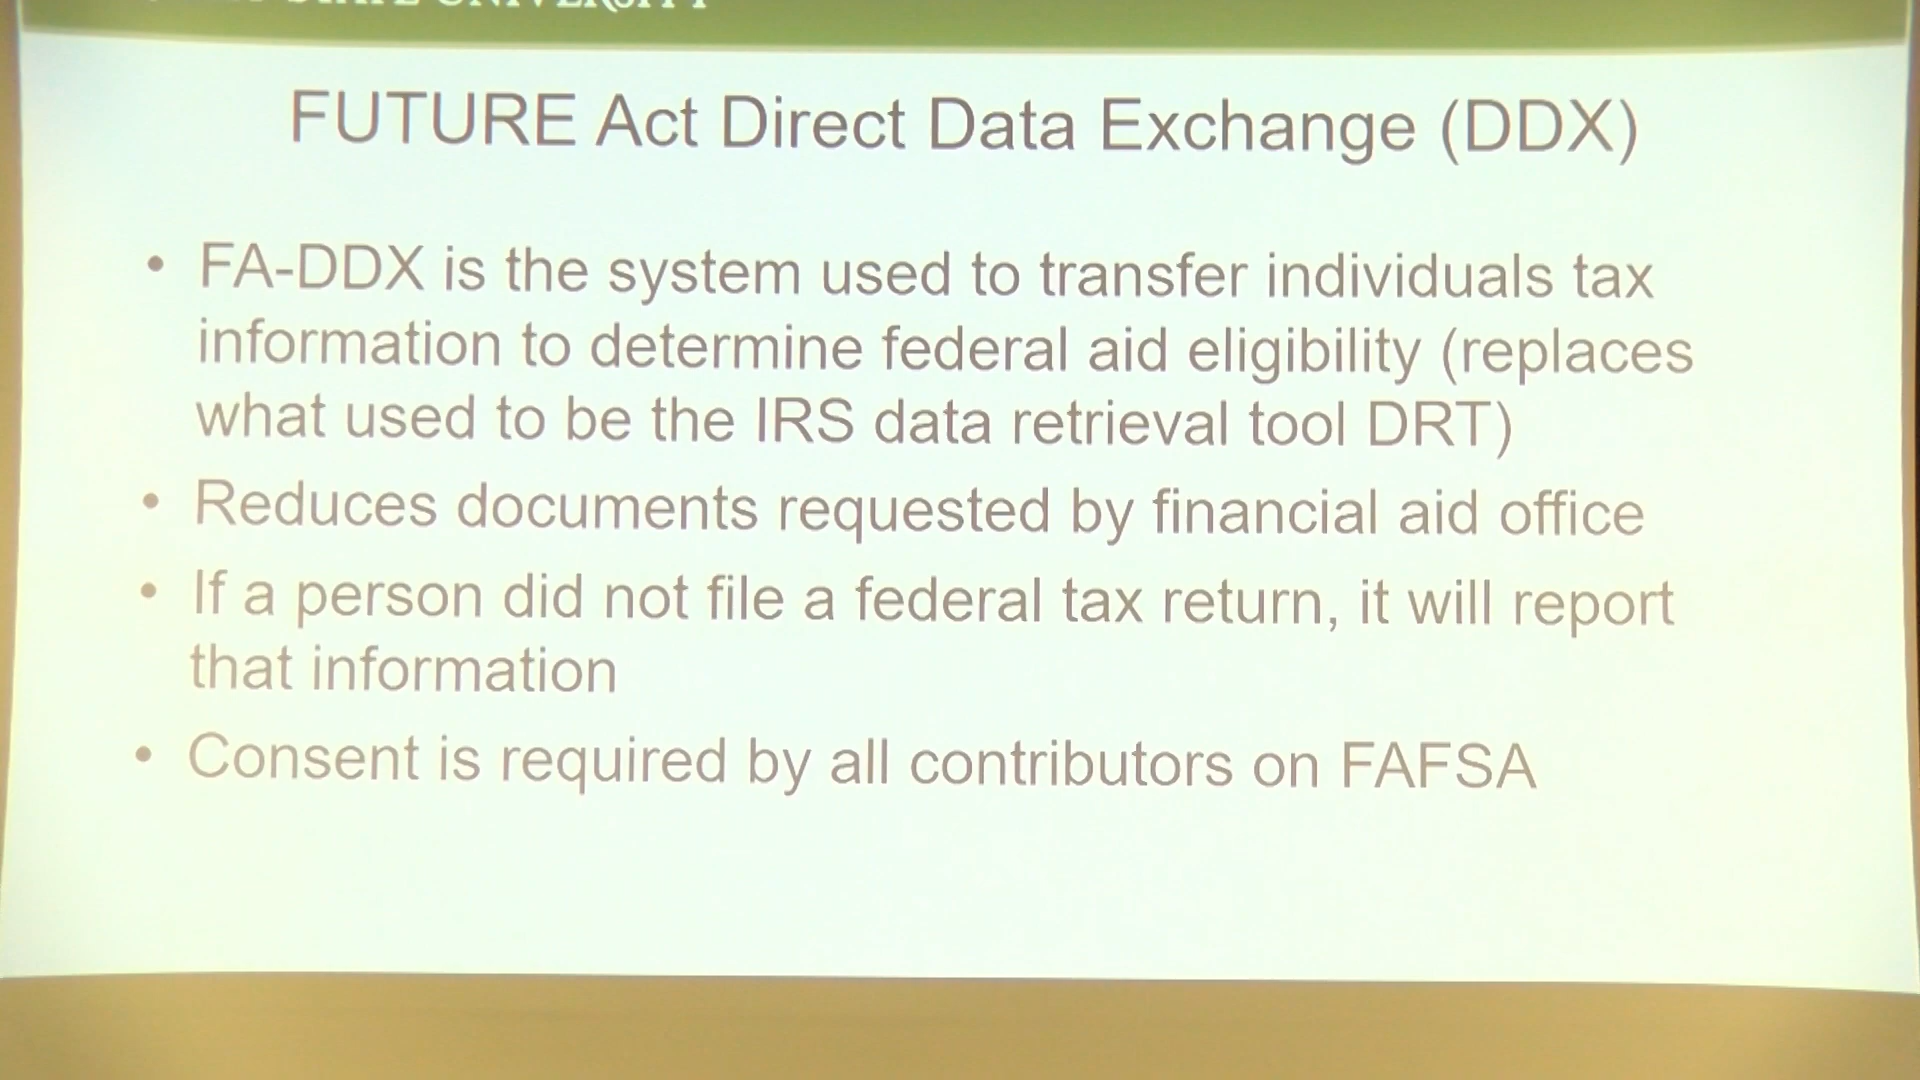 STATE UNIVERSITY
FUTURE Act Direct Data Exchange (DDX)
• FA-DDX is the system used to transfer individuals tax
information to determine federal aid eligibility (replaces
what used to be the IRS data retrieval tool DRT)
• Reduces documents requested by financial aid office
• If a person did not file a federal tax return, it will report
that information
• Consent is required by all contributors on FAFSA